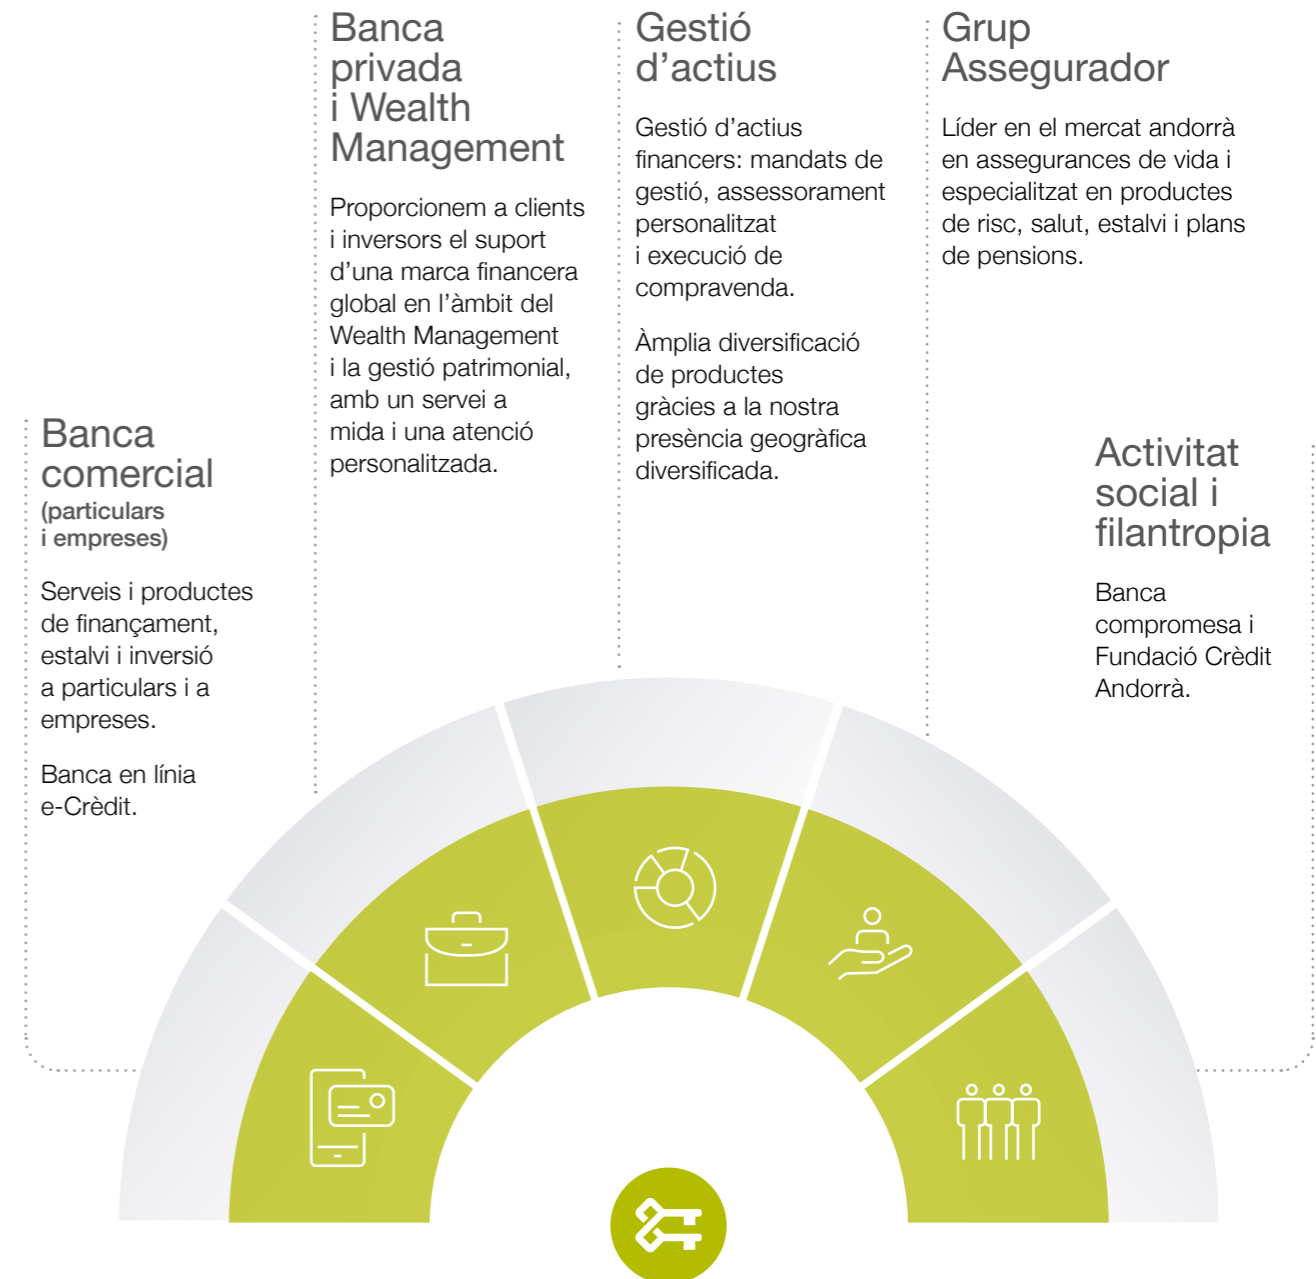 Banca
privada
i Wealth
Management
Proporcionem a clients
i inversors el suport
d’una marca financera
global en l’àmbit del
Wealth Management
i la gestió patrimonial,
amb un servei a
mida i una atenció
personalitzada.
Gestió
d’actius
Gestió d’actius
financers: mandats de
gestió, assessorament
personalitzat
i execució de
compravenda.
Àmplia diversificació
de productes
gràcies a la nostra
presència geogràfica
diversificada.
Grup
Assegurador
Líder en el mercat andorrà
en assegurances de vida i
especialitzat en productes
de risc, salut, estalvi i plans
de pensions.
Banca
comercial
(particulars
i empreses)
Serveis i productes
de finançament,
estalvi i inversió
a particulars i a
empreses.
Banca en línia
e-Crèdit.
Activitat
social i
filantropia
Banca
compromesa i
Fundació Crèdit
Andorrà.